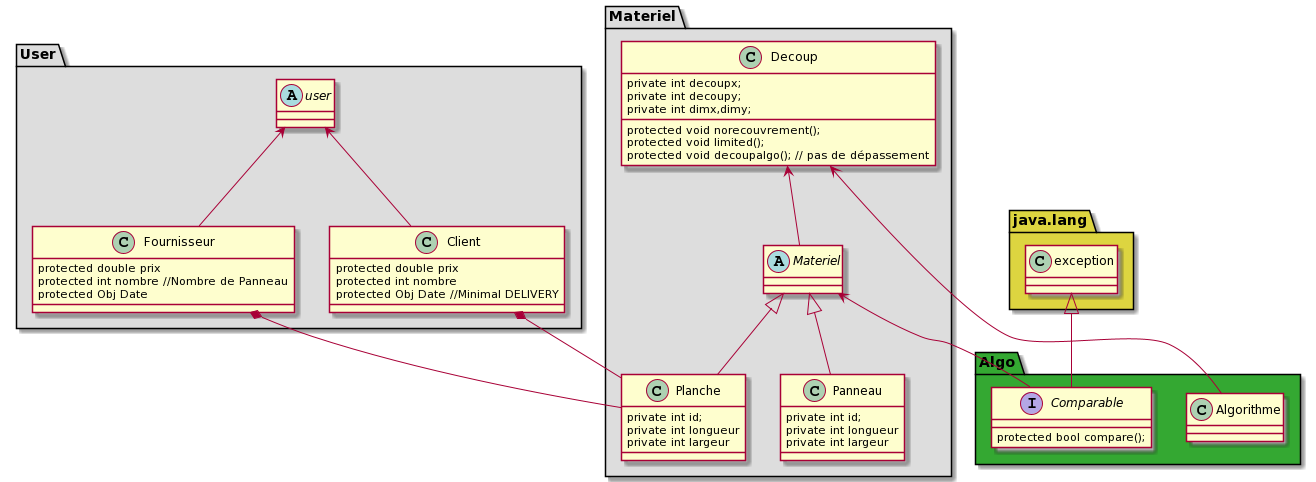 User
A user
C Fournisseur
protected double prix
protected int nombre //Nombre de Panneau
protected Obj Date
C Client
protected double prix
protected int nombre
protected Obj Date //Minimal DELIVERY
Materiel
C Decoup
private int decoupx;
private int decoupy;
private int dimx,dimy;
protected void norecouvrement();
protected void limited();
protected void decoupalgo(); // pas de dépassement
A Materiel
C Planche
private int id;
private int longueur
private int largeur
C Panneau
private int id;
private int longueur
private int largeur
java.lang
C exception
Algo
I Comparable
protected bool compare();
C Algorithme